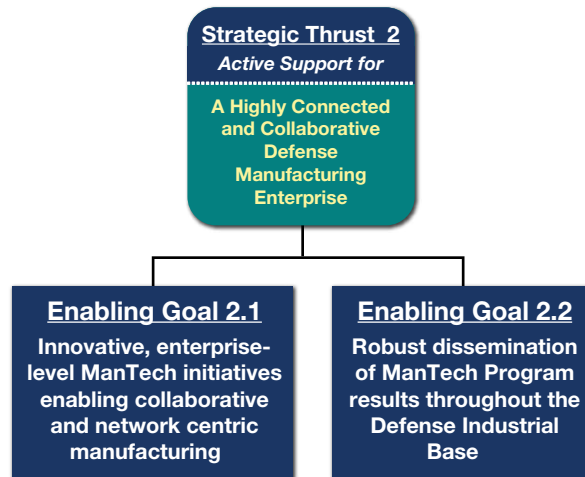 Strategic Thrust 2
Active Support for
A Highly Connected
and Collaborative
Defense
Manufacturing
Enterprise
Enabling Goal 2.1
Innovative, enterprise-
level ManTech initiatives
enabling collaborative
and network centric
manufacturing
Enabling Goal 2.2
Robust dissemination
of ManTech Program
results throughout the
Defense Industrial
Base